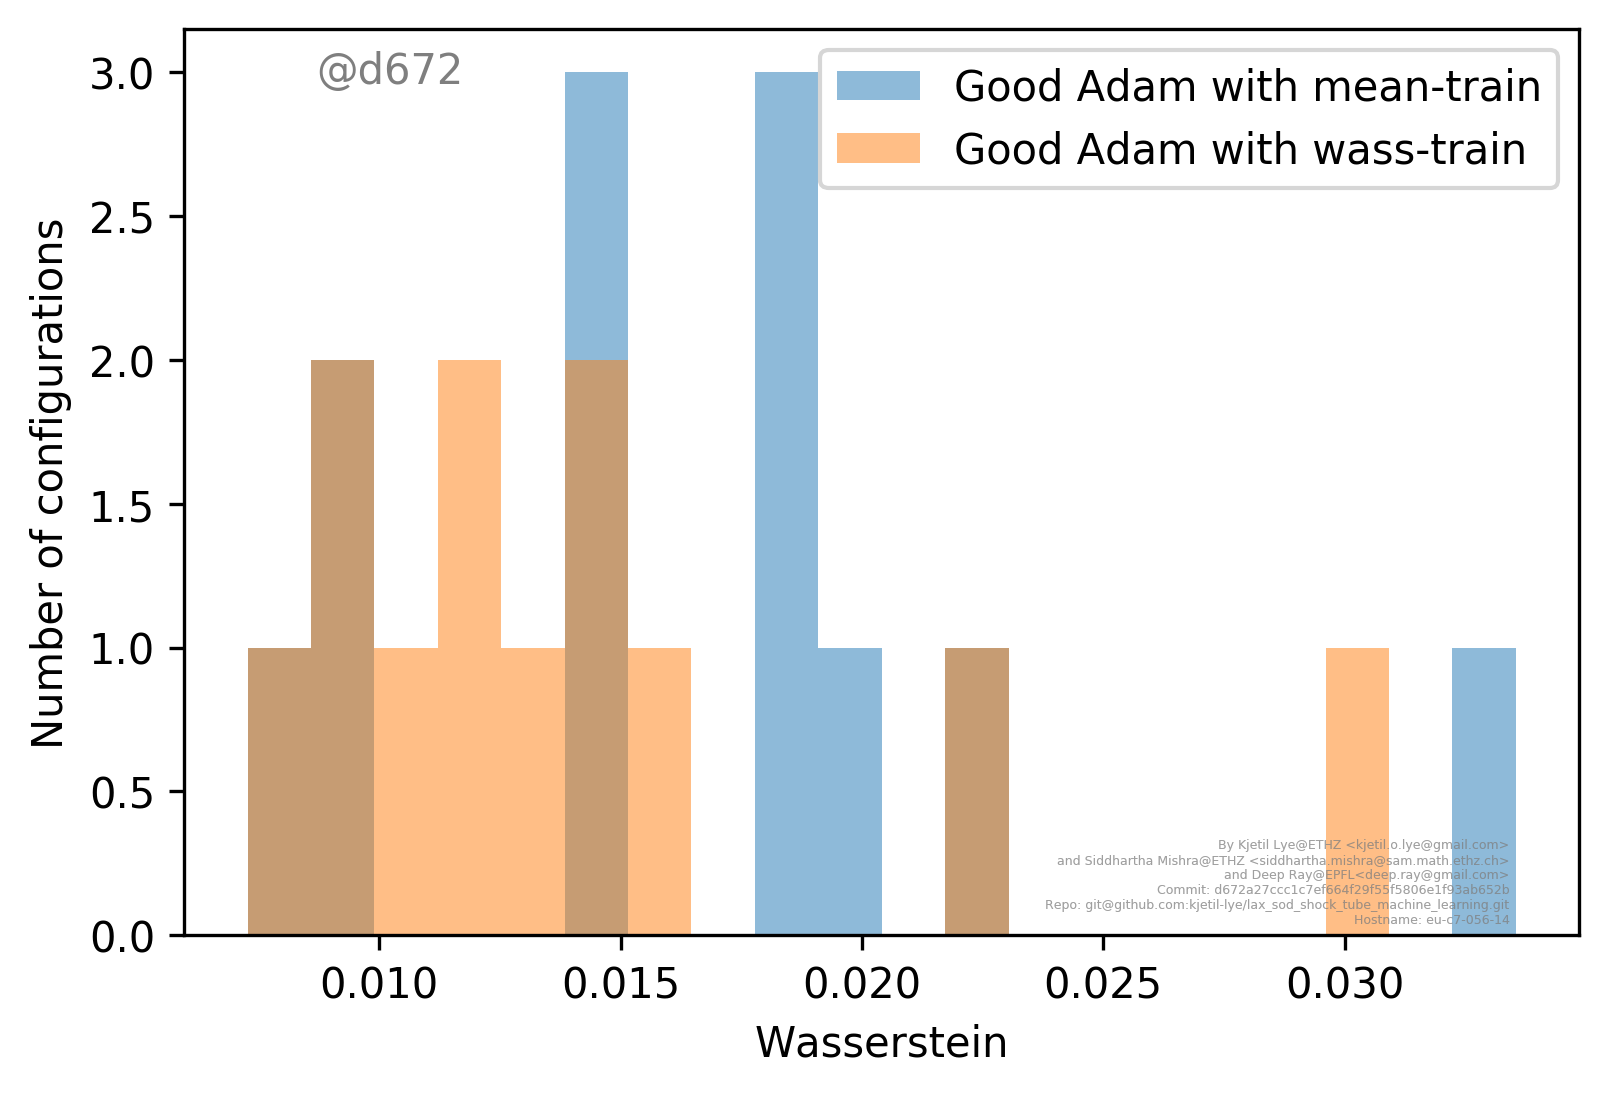 @d672
Good Adam with mean-train
Good Adam with wass-train
3.0
2.5
2.0
1.5
1.0
0.5
0.0
Number of configurations
By Kjetil Lye@ETHZ <kjetil.o.lye@gmail.com>
and Siddhartha Mishra@ETHZ <siddhartha.mishra@sam.math.ethz.ch>
and Deep Ray@EPFL<deep.ray@gmail.com>
Commit: d672a27ccc1c7ef664f29f55f5806e1f93ab652b
Repo: git@github.com:kjetil-lye/lax_sod_shock_tube_machine_learning.git
Hostname: eu-c7-056-14
0.010 0.015 0.020 0.025 0.030
Wasserstein